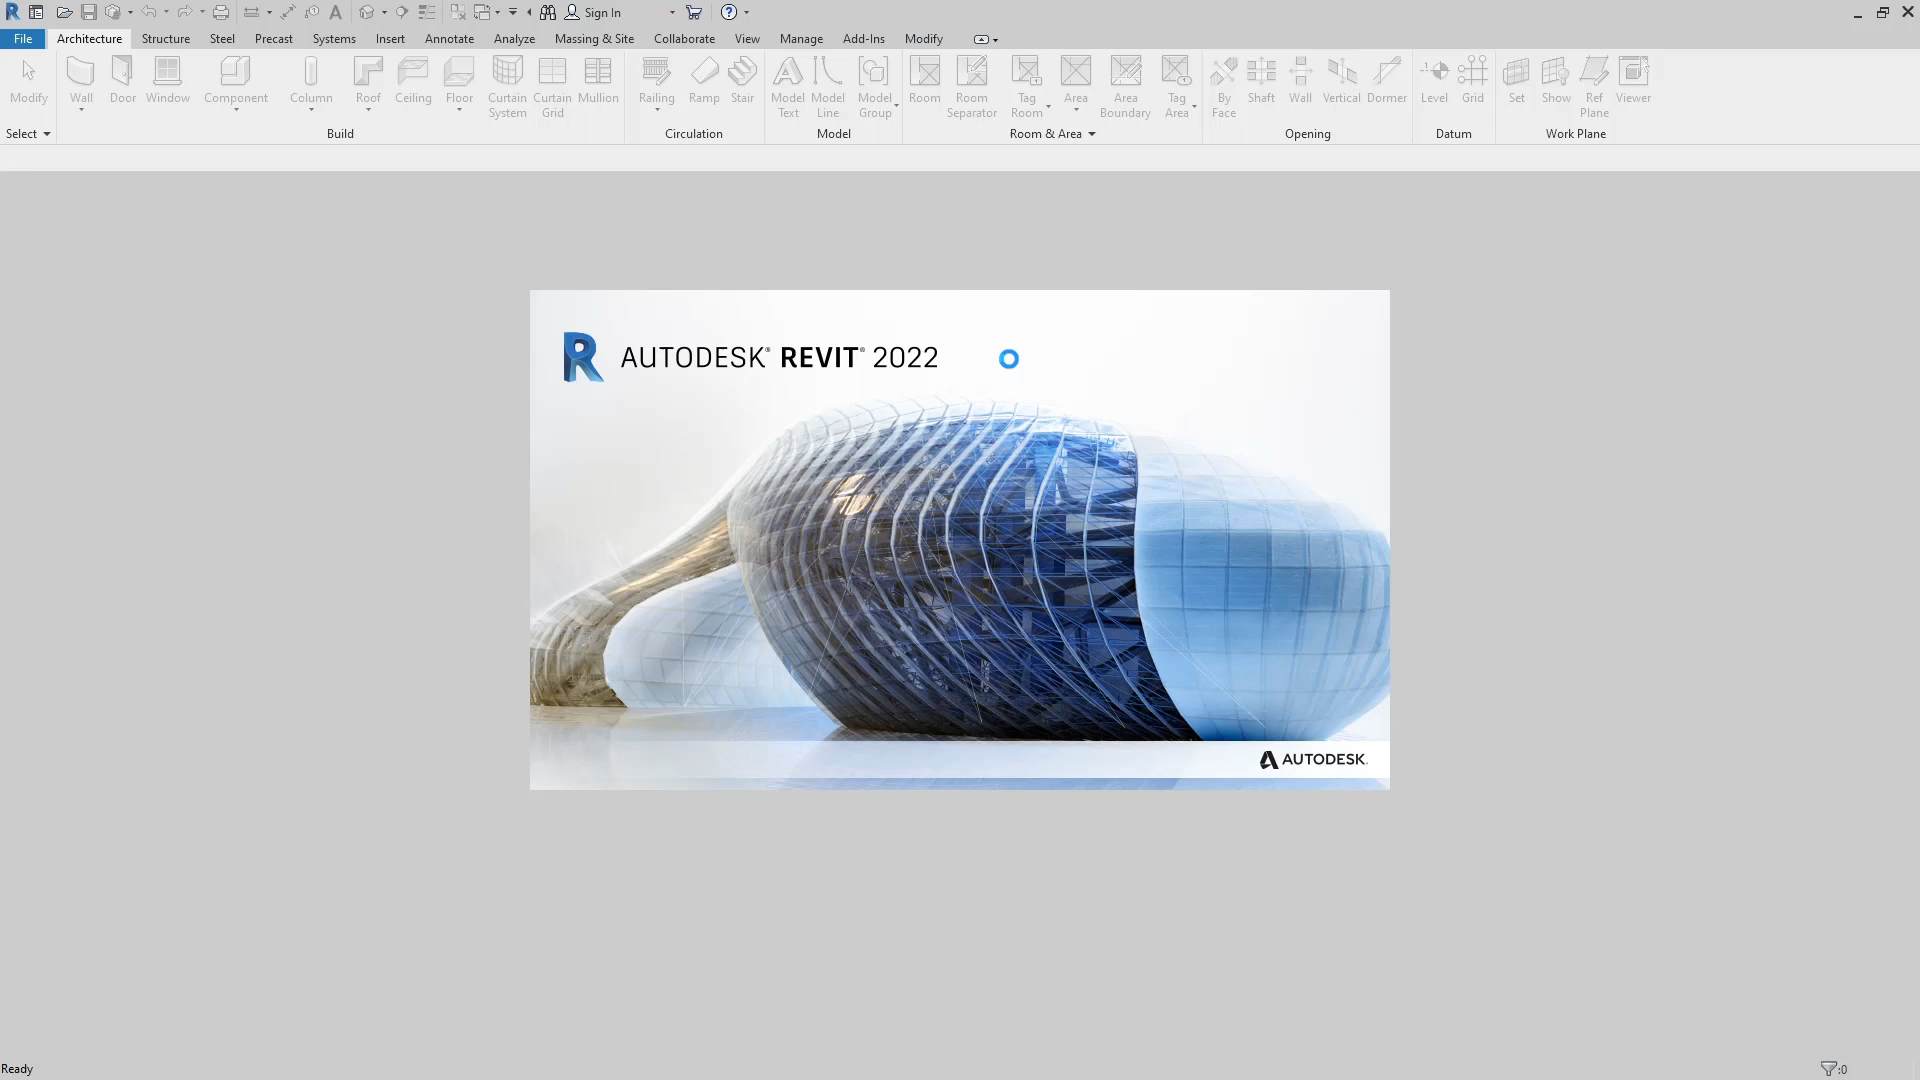 Sign In
File Architecture Structure Steel Precast Systems Insert Annotate Analyze Massing & Site Collaborate View Manage Add-Ins Modify
Modify Wall Door Window Component Column Roof Ceiling Floor Curtain Curtain Mullion Railing Ramp Stair Model Model Model Room Room Tag Area Area Tag By Shaft Wall Vertical Dormer Level Grid Set Show Ref Viewer
System Grid Text Line Group Separator Room Boundary Area Face Plane
Select Build Circulation Model Room & Area Opening Datum Work Plane
AUTODESK® REVIT® 2022
AUTODESK.
Ready :0